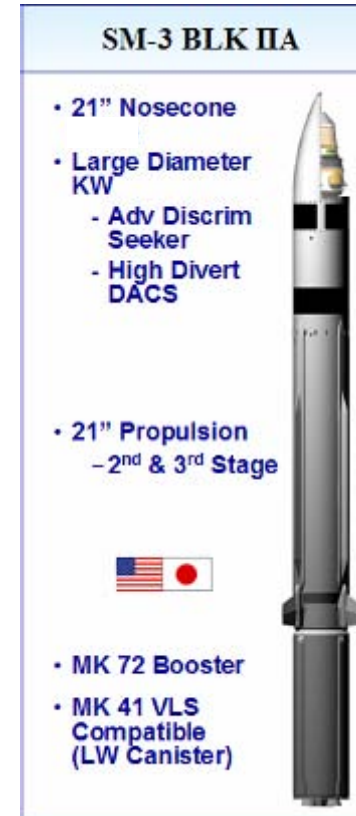 SM-3 BLK IIA
• 21” Nosecone
• Large Diameter
KW
- Adv Discrim
Seeker
- High Divert
DACS
• 21” Propulsion
–2nd & 3rd Stage
• MK 72 Booster
• MK 41 VLS
Compatible
(LW Canister)